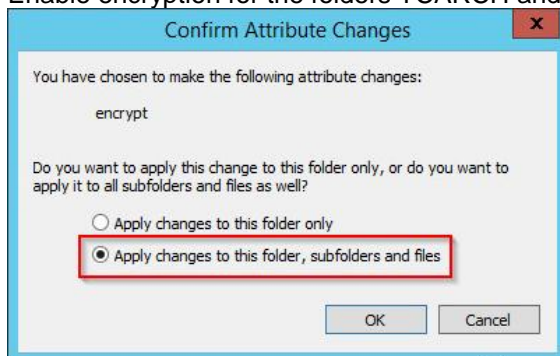 Enable encryption for the folders
Confirm Attribute Changes
x
You have chosen to make the following attribute changes:
encrypt
Do you want to apply this change to this folder only, or do you want to
apply it to all subfolders and files as well?
Apply changes to this folder only
Apply changes to this folder, subfolders and files
OK
Cancel